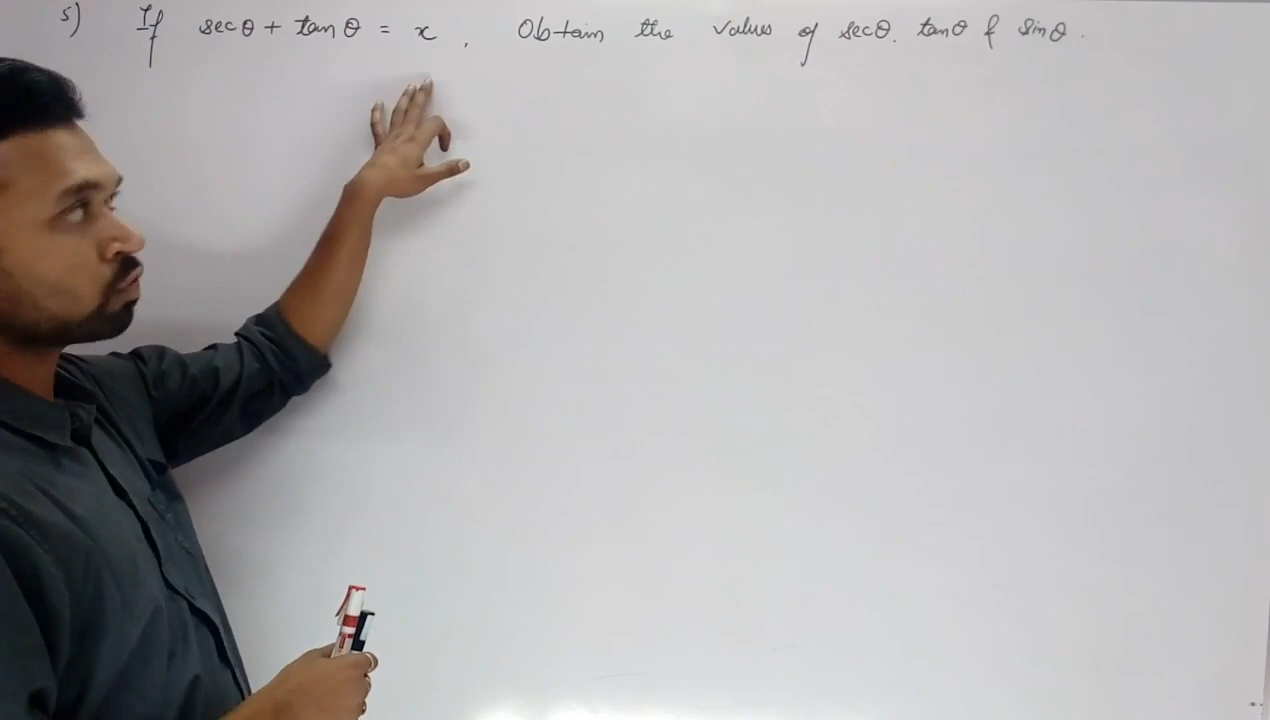 5) If secθ + tanθ = x , Obtain the values of secθ, tanθ & sinθ.